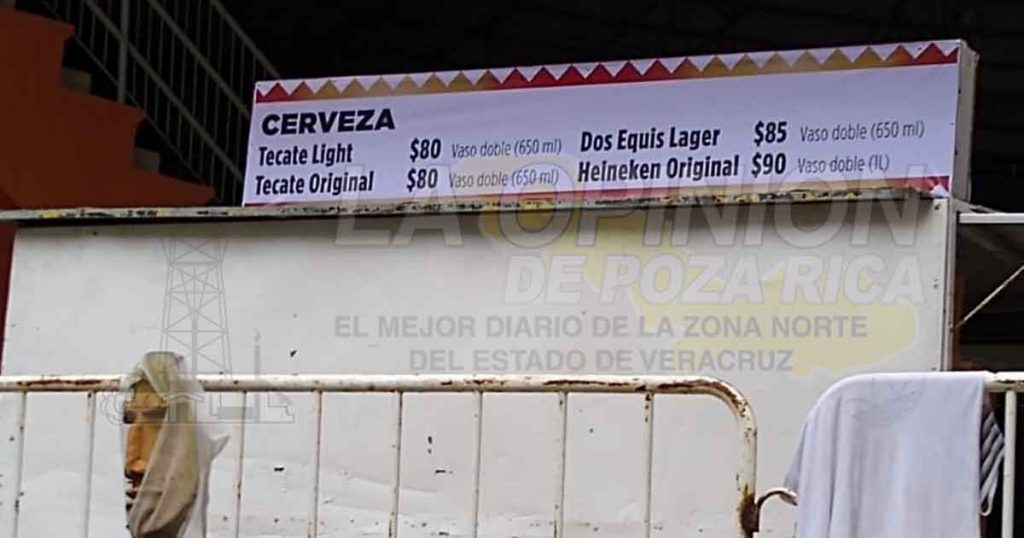 CERVEZA
Tecate Light $80 Vaso doble (650 ml)
Tecate Original $80 Vaso doble (650 ml)
Dos Equis Lager $85 Vaso doble (650 ml)
Heineken Original $90 Vaso doble (1L)
LA OPINIÓN
DE POZA RICA
EL MEJOR DIARIO DE LA ZONA NORTE
DEL ESTADO DE VERACRUZ